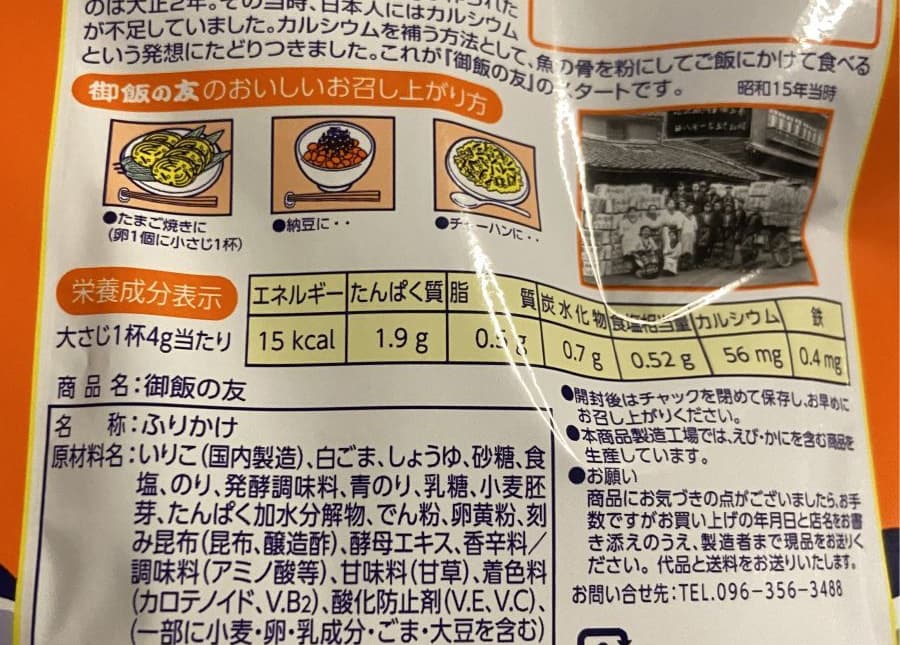 のは大正2年。その当時、日本人にはカルシウム
が不足していました。カルシウムを補う方法として、魚の骨を粉にしてご飯にかけて食べる
という発想にたどりつきました。これが『御飯の友』のスタートです。
昭和15年当時
御飯の友のおいしいお召し上がり方
●たまご焼きに
(卵1個に小さじ1杯)
●納豆に・・
●チャーハンに・・
栄養成分表示
大さじ1杯4g当たり
エネルギー たんぱく質 脂 質 炭水化物 食塩相当量 カルシウム 鉄
15 kcal 1.9 g 0.5 g 0.7 g 0.52 g 56 mg 0.4 mg
商品名:御飯の友
名 称:ふりかけ
原材料名:いりこ(国内製造)、白ごま、しょうゆ、砂糖、食
塩、のり、発酵調味料、青のり、乳糖、小麦胚
芽、たんぱく加水分解物、でん粉、卵黄粉、刻
み昆布(昆布、醸造酢)、酵母エキス、香辛料/
調味料(アミノ酸等)、甘味料(甘草)、着色料
(カロテノイド、V.B2)、酸化防止剤(V.E、V.C)、
(一部に小麦・卵・乳成分・ごま・大豆を含む)
●開封後はチャックを閉めて保存し、お早めに
お召し上がりください。
●本商品製造工場では、えび・かにを含む商品を
生産しています。
●お願い
商品にお気づきの点がございましたら、お手
数ですがお買い上げの年月日と店名をお書
き添えのうえ、製造者まで現品をお送りく
ださい。代品と送料をお送りいたします。
お問い合せ先:TEL.096-356-3488